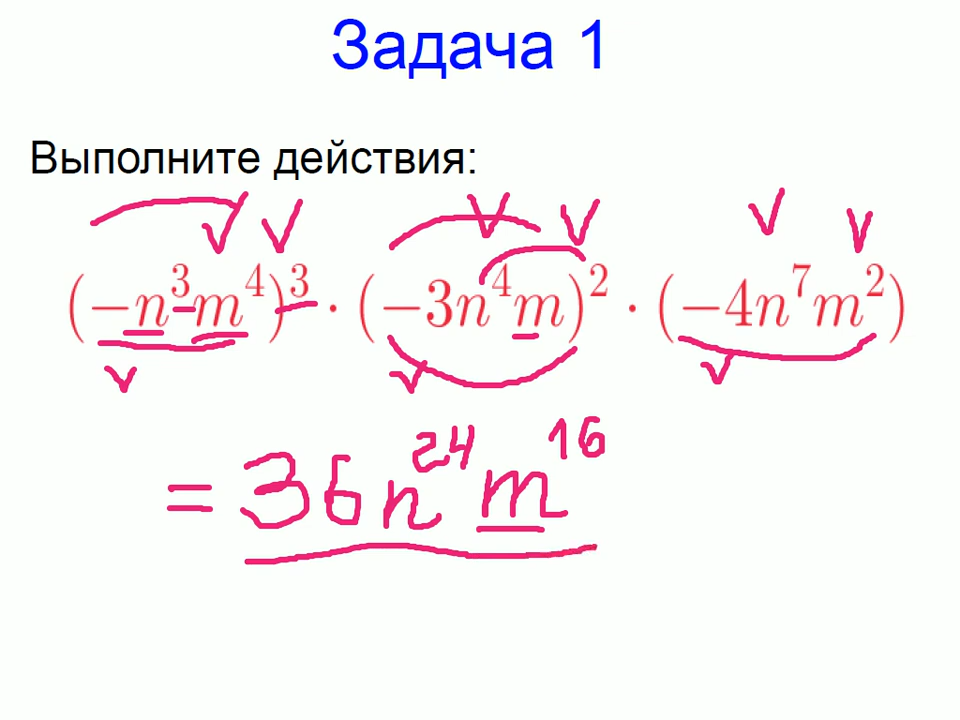 Задача 1
Выполните действия:
(−n³m⁴)³ · (−3n⁴m)² · (−4n⁷m²)
= 36n²⁴m¹⁶